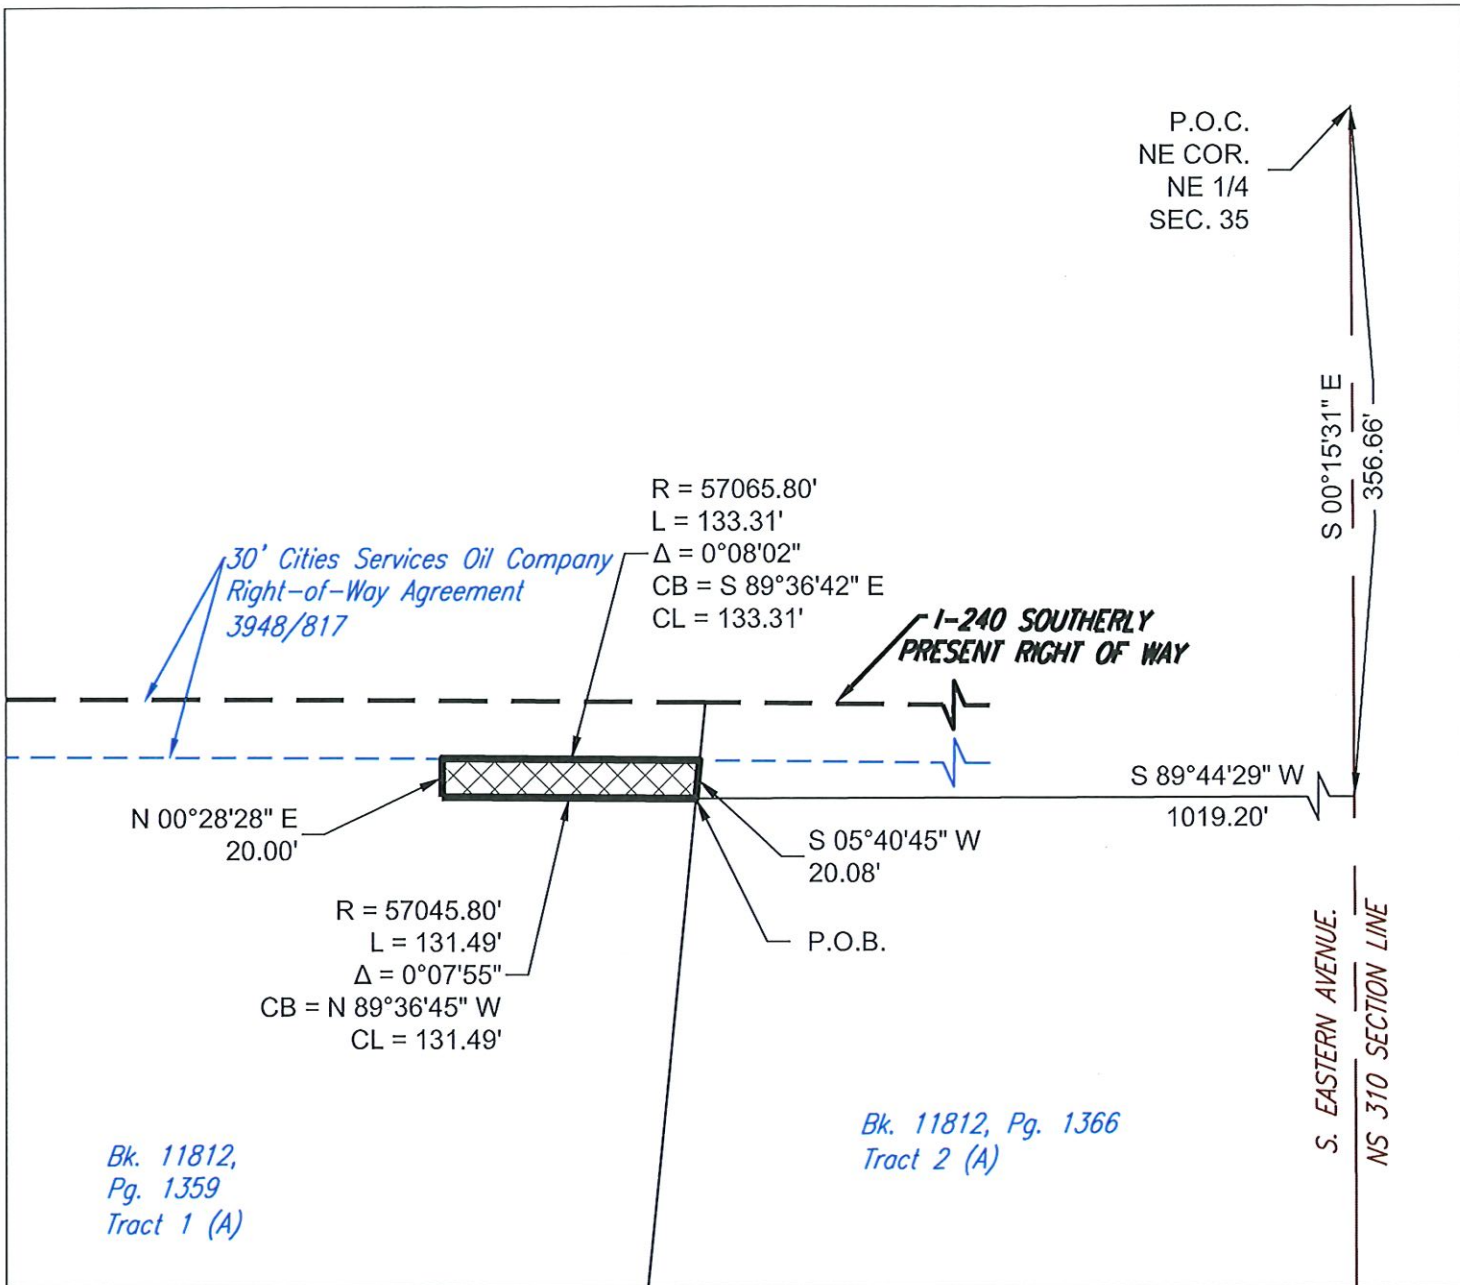 P.O.C.
NE COR.
NE 1/4
SEC. 35
S 00°15'31" E
356.66'
R = 57065.80'
L = 133.31'
Δ = 0°08'02"
CB = S 89°36'42" E
CL = 133.31'
30' Cities Services Oil Company
Right-of-Way Agreement
3948/817
I-240 SOUTHERLY
PRESENT RIGHT OF WAY
S 89°44'29" W
1019.20'
N 00°28'28" E
20.00'
S 05°40'45" W
20.08'
R = 57045.80'
L = 131.49'
Δ = 0°07'55"
CB = N 89°36'45" W
CL = 131.49'
P.O.B.
S. EASTERN AVENUE.
NS 310 SECTION LINE
Bk. 11812,
Pg. 1359
Tract 1 (A)
Bk. 11812, Pg. 1366
Tract 2 (A)